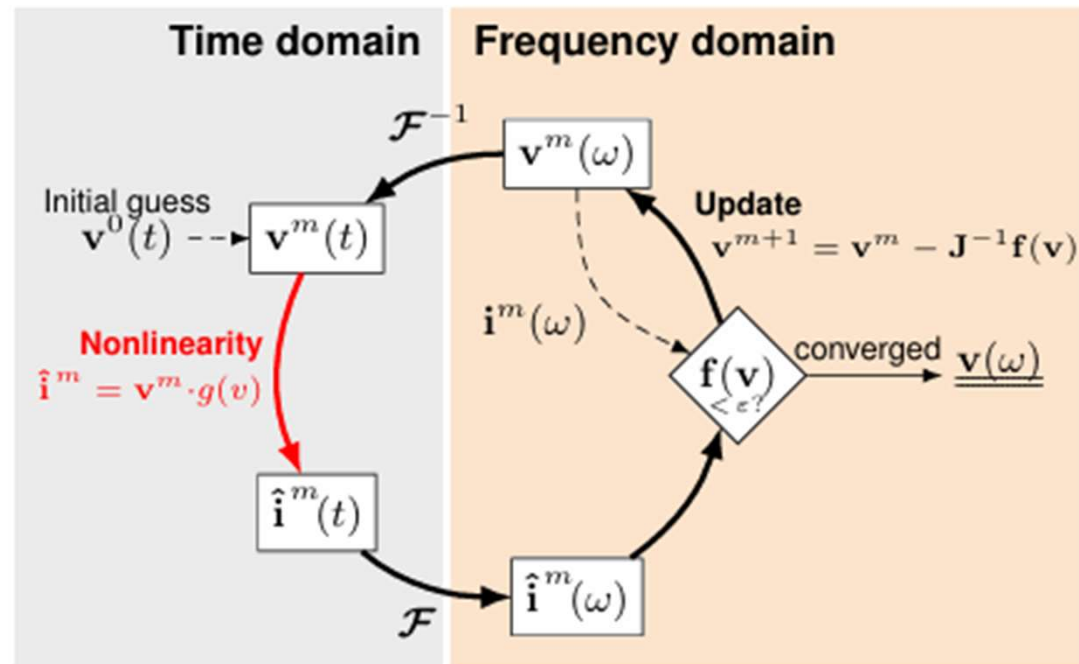 Time domain
Frequency domain
𝓕⁻¹
vᵐ(ω)
Initial guess
v⁰(t)
vᵐ(t)
Update
vᵐ⁺¹ = vᵐ − J⁻¹f(v)
iᵐ(ω)
Nonlinearity
îᵐ = vᵐ·g(v)
f(v)
< ε?
converged
v(ω)
îᵐ(t)
îᵐ(ω)
𝓕